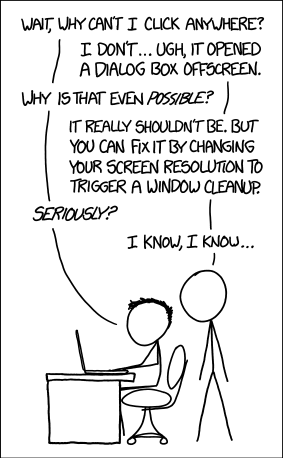 WAIT, WHY CAN'T I CLICK ANYWHERE?
I DON'T... UGH, IT OPENED
A DIALOG BOX OFFSCREEN.
WHY IS THAT EVEN POSSIBLE?
IT REALLY SHOULDN'T BE. BUT
YOU CAN FIX IT BY CHANGING
YOUR SCREEN RESOLUTION TO
TRIGGER A WINDOW CLEANUP.
SERIOUSLY?
I KNOW, I KNOW...